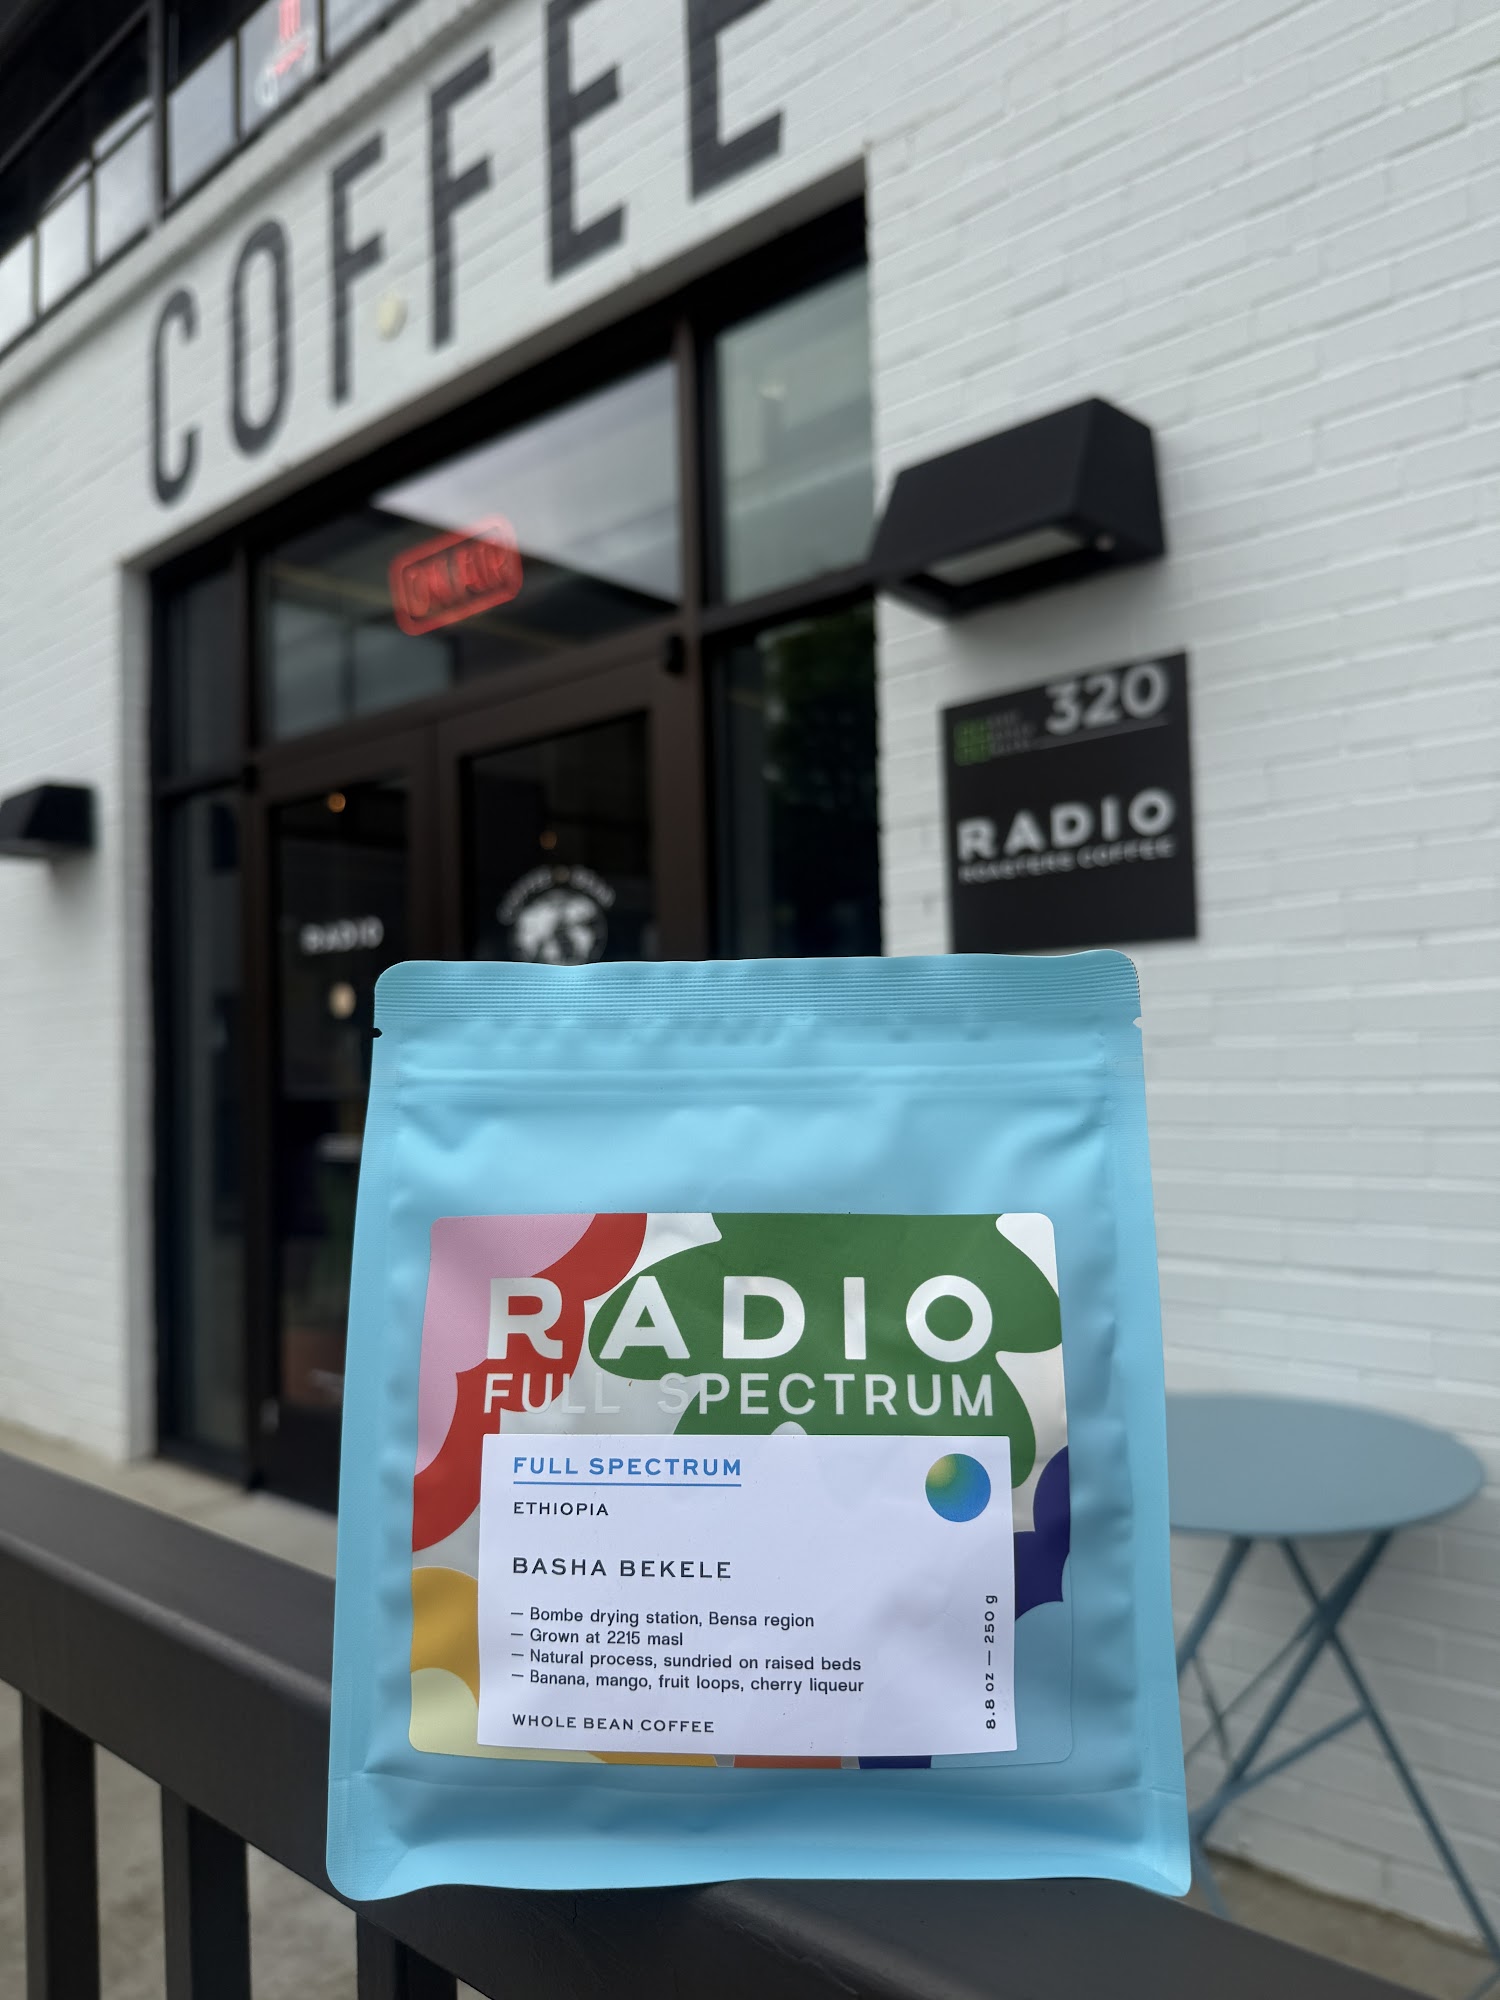 COFFEE
ON AIR
320
RADIO
ROASTERS COFFEE
RADIO
RADIO
FULL SPECTRUM
FULL SPECTRUM
ETHIOPIA
BASHA BEKELE
— Bombe drying station, Bensa region
— Grown at 2215 masl
— Natural process, sundried on raised beds
— Banana, mango, fruit loops, cherry liqueur
WHOLE BEAN COFFEE
8.8 oz — 250 g